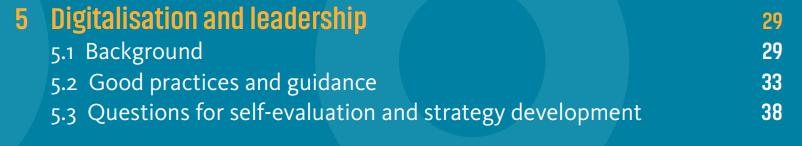 5 Digitalisation and leadership 29
5.1 Background 29
5.2 Good practices and guidance 33
5.3 Questions for self-evaluation and strategy development 38